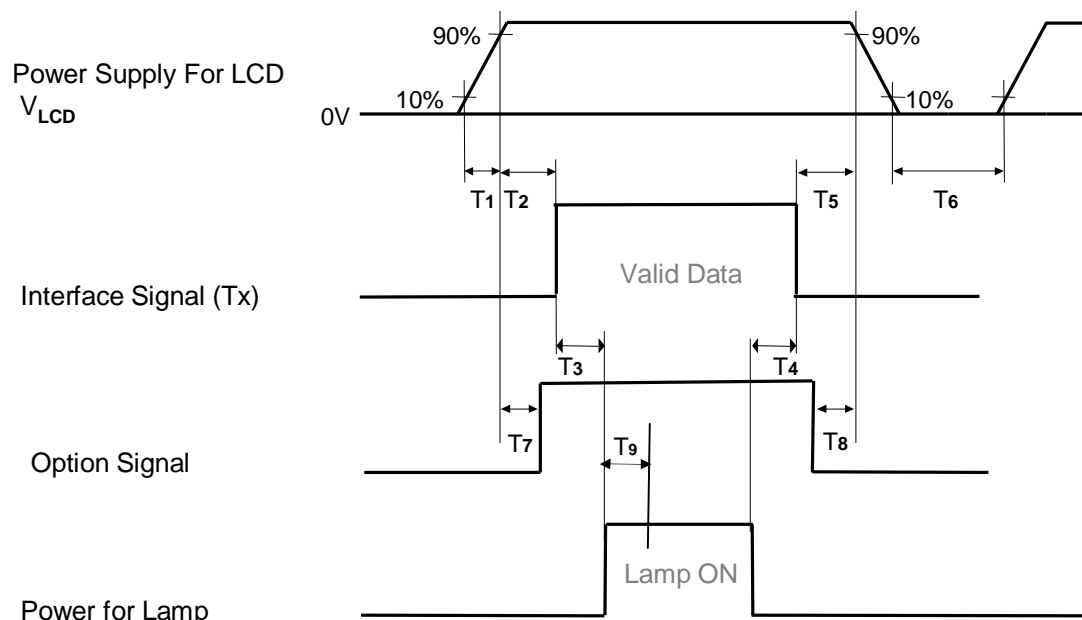 90%
90%
Power Supply For LCD
VLCD
10%
10%
0V
T1
T2
T5
T6
Valid Data
Interface Signal (Tx)
T3
T4
T7
T9
T8
Option Signal
Lamp ON
Power for Lamp